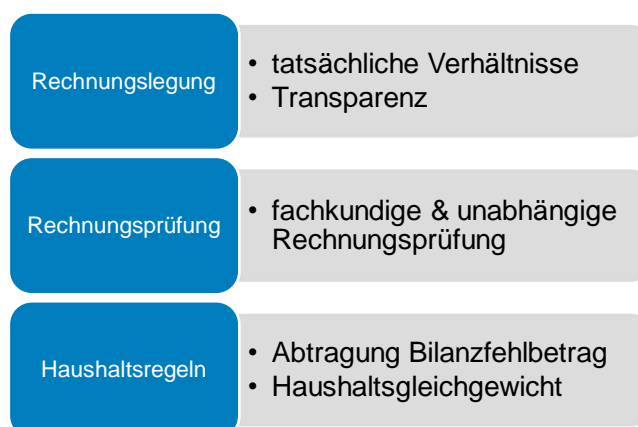 Rechnungslegung
• tatsächliche Verhältnisse
• Transparenz
Rechnungsprüfung
• fachkundige & unabhängige
Rechnungsprüfung
Haushaltsregeln
• Abtragung Bilanzfehlbetrag
• Haushaltsgleichgewicht